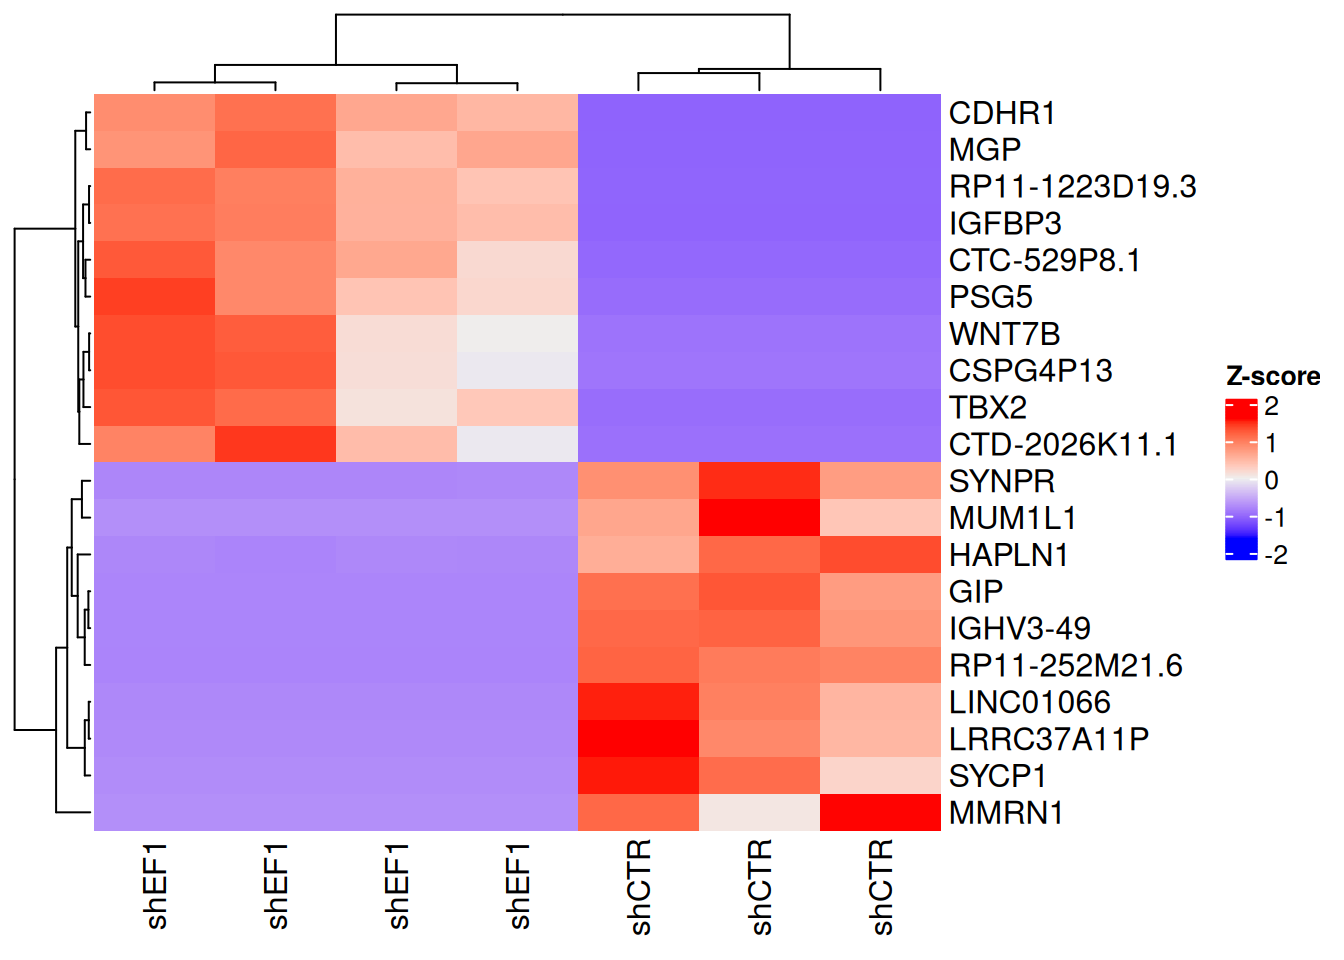 CDHR1
MGP
RP11-1223D19.3
IGFBP3
CTC-529P8.1
PSG5
WNT7B
CSPG4P13
TBX2
CTD-2026K11.1
SYNPR
MUM1L1
HAPLN1
GIP
IGHV3-49
RP11-252M21.6
LINC01066
LRRC37A11P
SYCP1
MMRN1
Z-score
2
1
0
-1
-2
shEF1
shEF1
shEF1
shEF1
shCTR
shCTR
shCTR